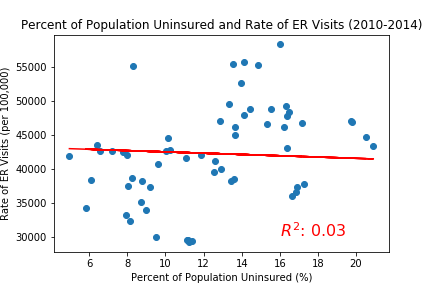 Percent of Population Uninsured and Rate of ER Visits (2010-2014)
Rate of ER Visits (per 100,000)
55000
50000
45000
40000
35000
30000
R²: 0.03
6 8 10 12 14 16 18 20
Percent of Population Uninsured (%)